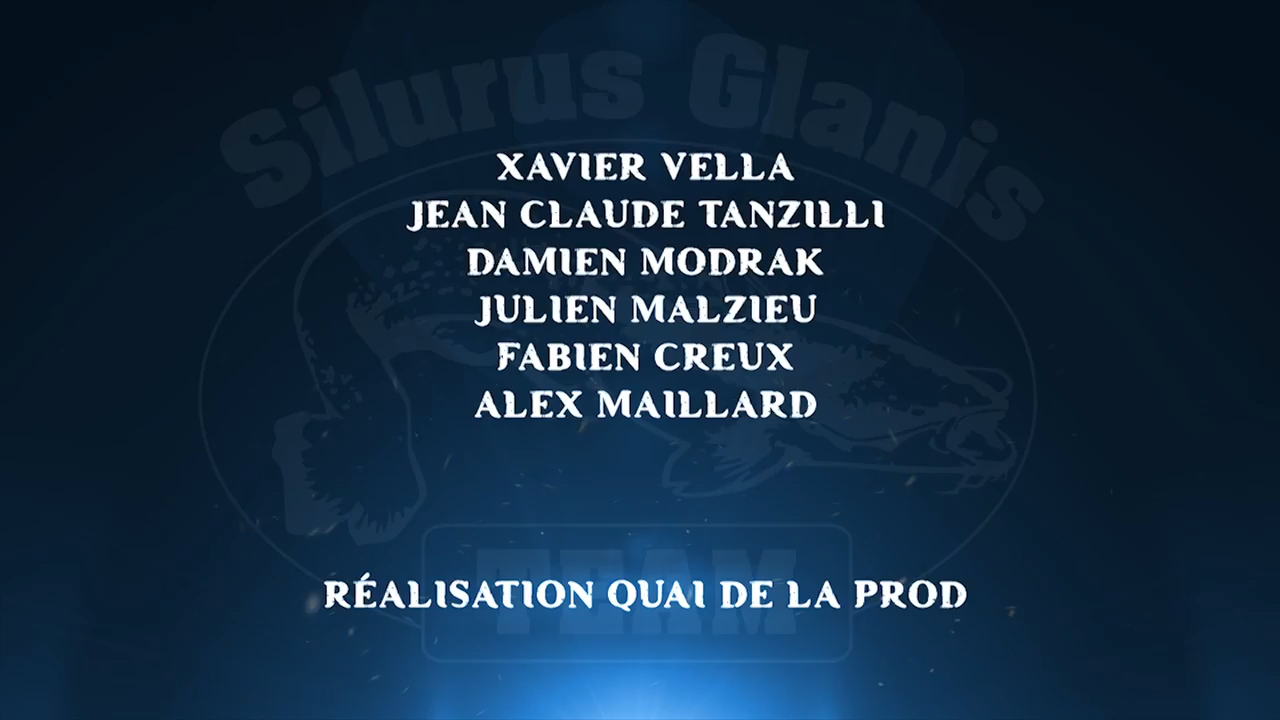 Silurus Glanis
XAVIER VELLA
JEAN CLAUDE TANZILLI
DAMIEN MODRAK
JULIEN MALZIEU
FABIEN CREUX
ALEX MAILLARD
TEAM
RÉALISATION QUAI DE LA PROD